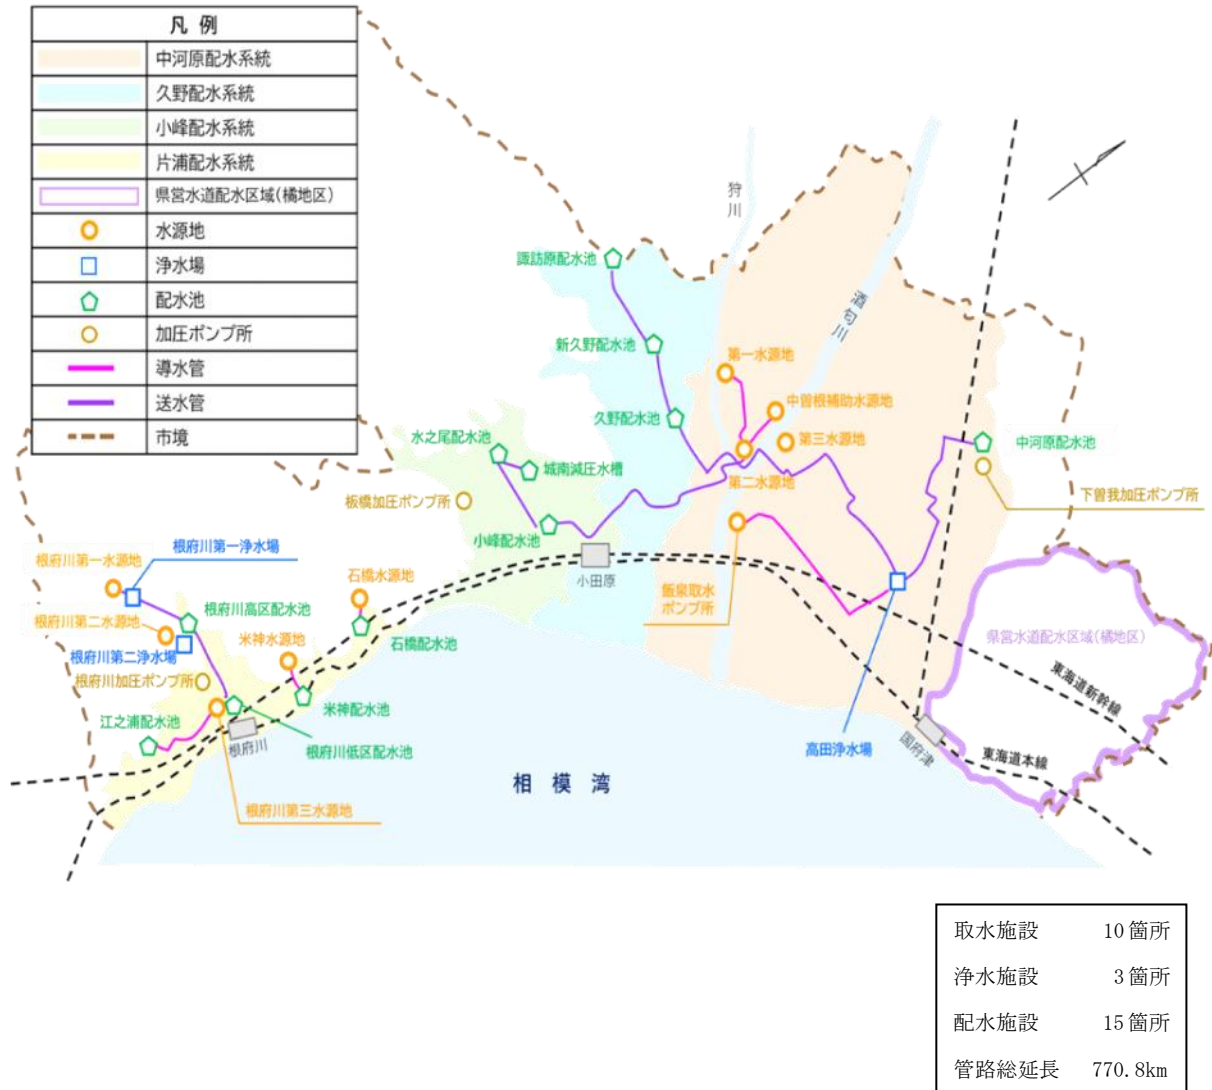 凡例
中河原配水系統
久野配水系統
小峰配水系統
片浦配水系統
県営水道配水区域(橘地区)
水源地
浄水場
配水池
加圧ポンプ所
導水管
送水管
市境
狩川
酒匂川
諏訪原配水池
新久野配水池
久野配水池
第一水源地
中曽根補助水源地
第三水源地
第二水源地
中河原配水池
下曽我加圧ポンプ所
水之尾配水池
城南減圧水槽
板橋加圧ポンプ所
小峰配水池
小田原
飯泉取水
ポンプ所
根府川第一浄水場
根府川第一水源地
根府川高区配水池
根府川第二水源地
根府川第二浄水場
根府川加圧ポンプ所
石橋水源地
石橋配水池
米神水源地
米神配水池
江之浦配水池
根府川
根府川低区配水池
根府川第三水源地
県営水道配水区域(橘地区)
東海道新幹線
東海道本線
国府津
高田浄水場
相模湾
取水施設 10箇所
浄水施設 3箇所
配水施設 15箇所
管路総延長 770.8km